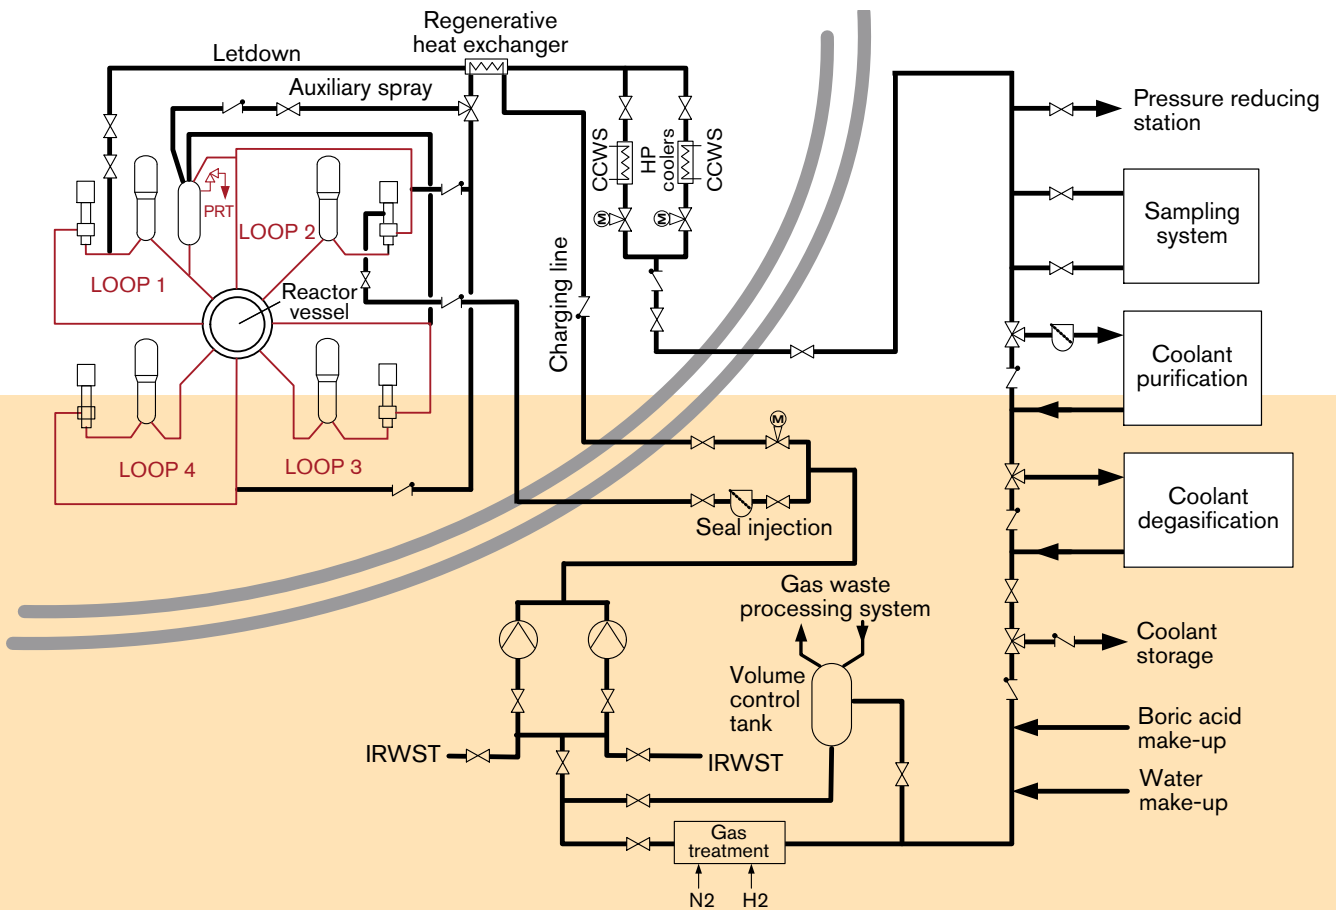 Regenerative
heat exchanger
Letdown
Auxiliary spray
Pressure reducing
station
CCWS
HP
coolers
CCWS
M
M
PRT
LOOP 2
Sampling
system
LOOP 1
Reactor
vessel
Charging line
Coolant
purification
M
LOOP 4
LOOP 3
Seal injection
Coolant
degasification
Gas waste
processing system
Coolant
storage
Volume
control
tank
Boric acid
make-up
IRWST
IRWST
Water
make-up
Gas
treatment
N2
H2